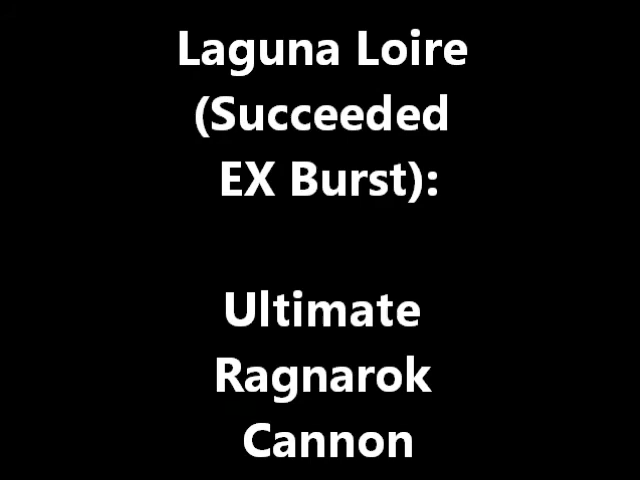 Laguna Loire
(Succeeded
EX Burst):
Ultimate
Ragnarok
Cannon